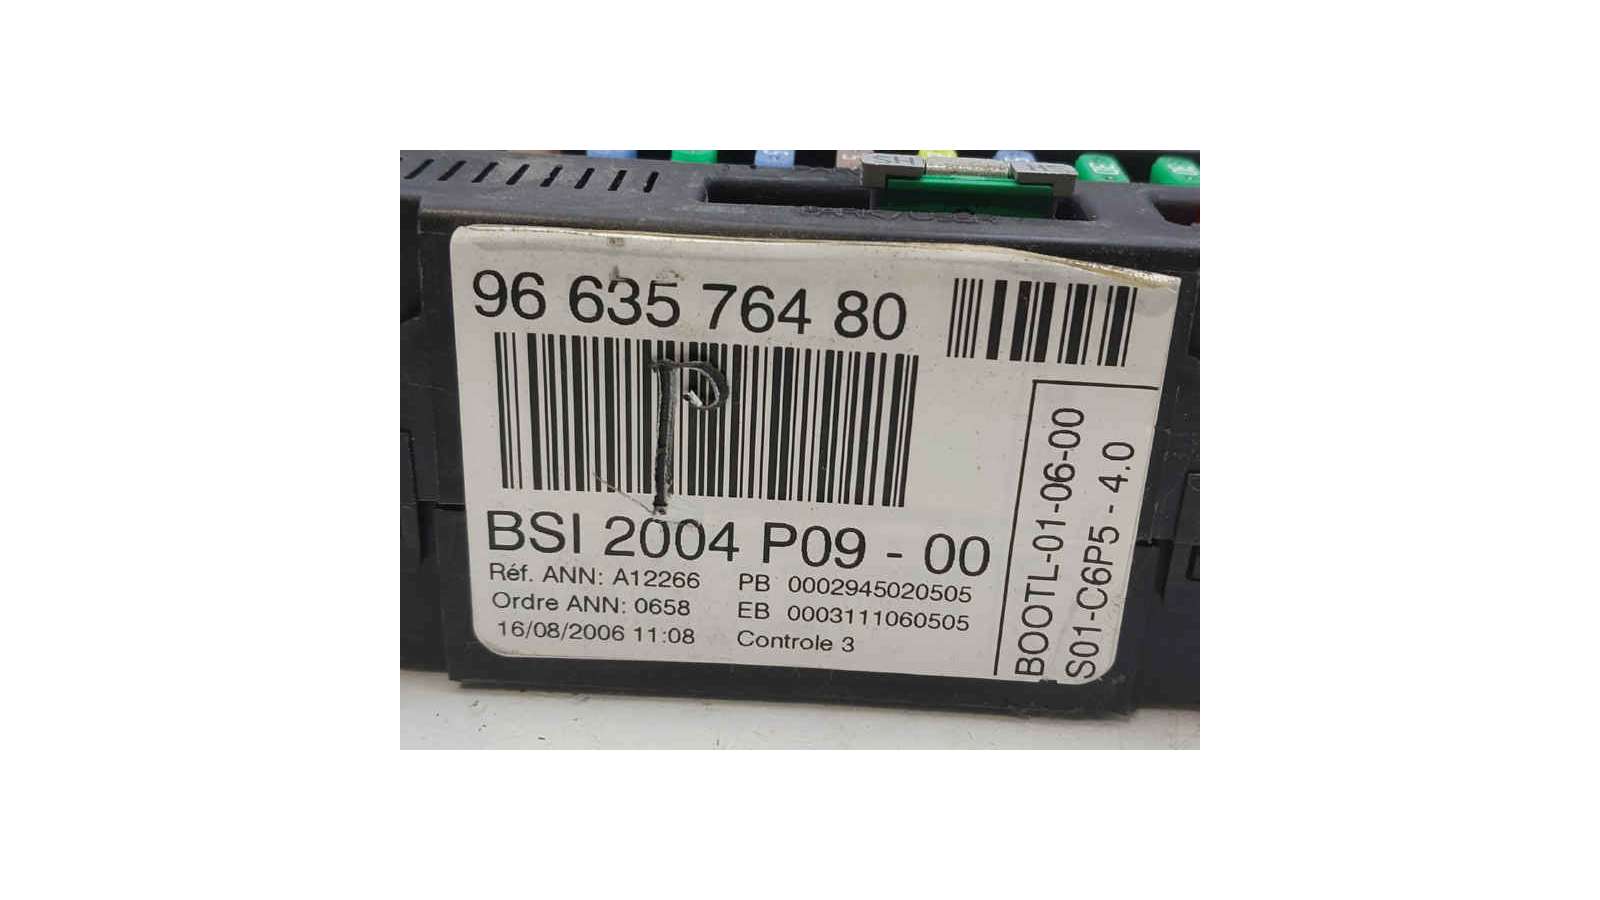 SH
96 635 764 80
P
BSI 2004 P09 - 00
Réf. ANN: A12266 PB 0002945020505
Ordre ANN: 0658 EB 0003111060505
16/08/2006 11:08 Controle 3
BOOTL-01-06-00
S01-C6P5 - 4.0